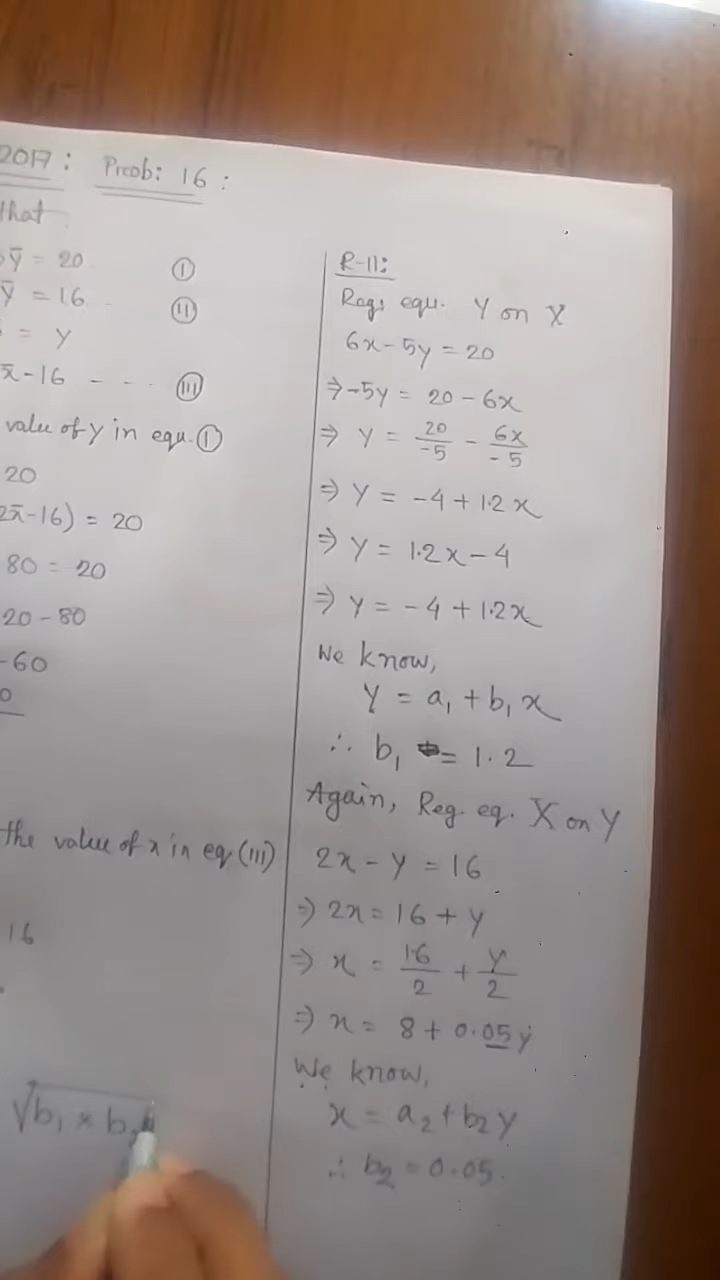 2017: Prob: 16:
that
ȳ = 20 (I)
ȳ = 16 (II)
= y
x̄ - 16 - - - (III)
value of y in equ. (I)
20
2x̄ - 16) = 20
80 = 20
20 - 80
- 60
0
the value of x in eq (III)
16
√b₁ × b₂
R-11:
Reg: equ. Y on X
6x - 5y = 20
⇒ -5y = 20 - 6x
⇒ y = 20/-5 - 6x/-5
⇒ y = -4 + 1.2x
⇒ y = 1.2x - 4
⇒ y = -4 + 1.2x
We know,
y = a₁ + b₁x
∴ b₁ = 1.2
Again, Reg. eq. X on Y
2x - y = 16
⇒ 2x = 16 + y
⇒ x = 16/2 + y/2
⇒ x = 8 + 0.05y
We know,
x = a₂ + b₂y
∴ b₂ = 0.05